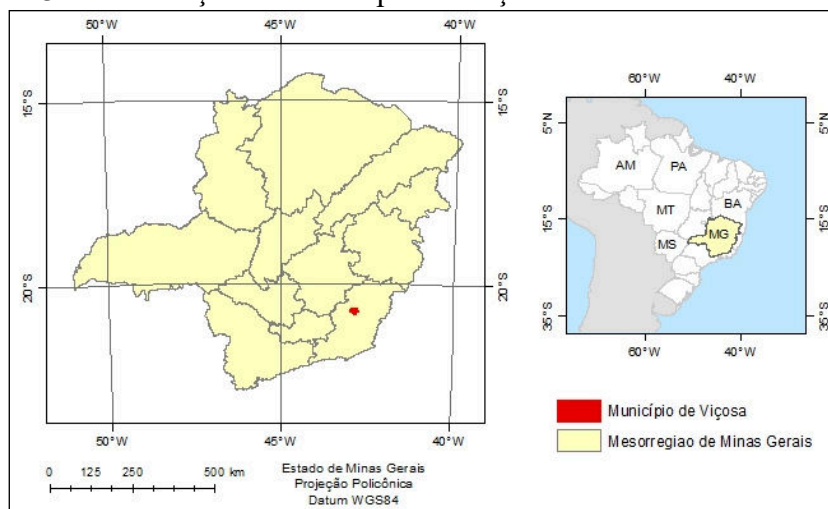 50°W 45°W 40°W
15°S 15°S
20°S 20°S
50°W 45°W 40°W
0 125 250 500 km
Estado de Minas Gerais
Projeção Policônica
Datum WGS84
60°W 40°W
5°N 5°N
AM PA
BA
MT
15°S 15°S
MG
MS
35°S 35°S
60°W 40°W
Município de Viçosa
Mesorregiao de Minas Gerais